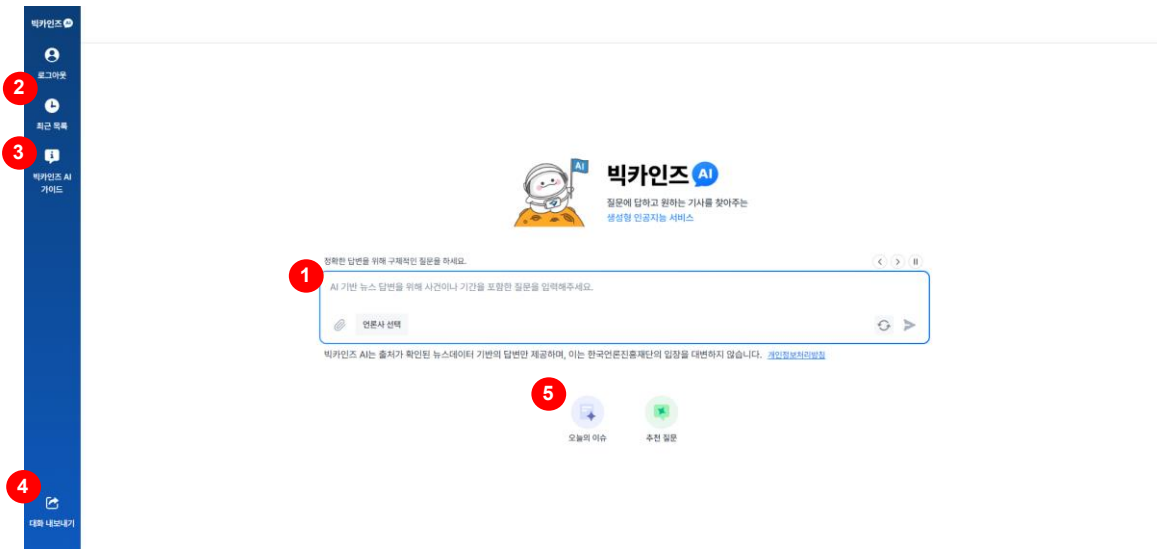 빅카인즈 AI
로그아웃
2
최근 목록
3
빅카인즈 AI
가이드
AI
빅카인즈 AI
질문에 답하고 원하는 기사를 찾아주는
생성형 인공지능 서비스
정확한 답변을 위해 구체적인 질문을 하세요.
1
AI 기반 뉴스 답변을 위해 사건이나 기간을 포함한 질문을 입력해주세요.
언론사 선택
빅카인즈 AI는 출처가 확인된 뉴스데이터 기반의 답변만 제공하며, 이는 한국언론진흥재단의 입장을 대변하지 않습니다. 개인정보처리방침
5
오늘의 이슈 추천 질문
4
대화 내보내기